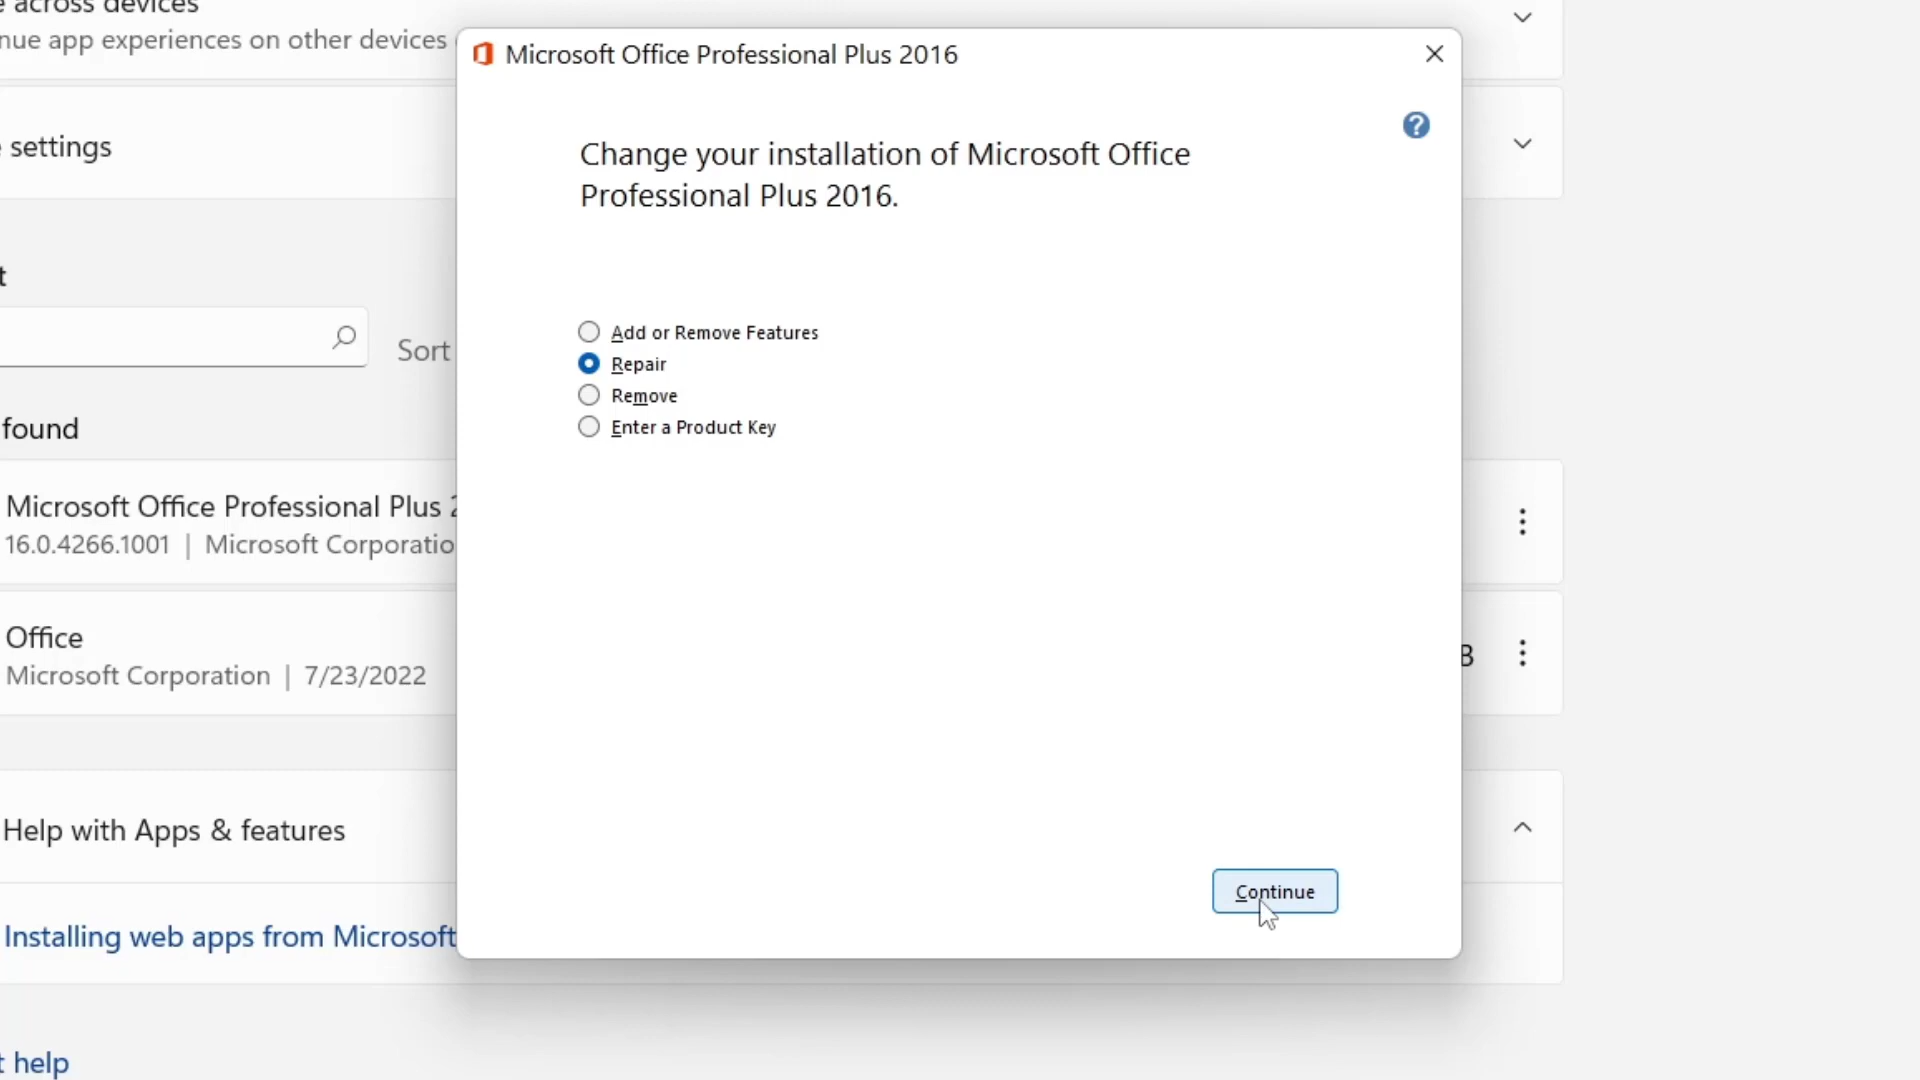 across devices
nue app experiences on other devices
settings
t
Sort
found
Microsoft Office Professional Plus 2
16.0.4266.1001 | Microsoft Corporatio
Office
Microsoft Corporation | 7/23/2022
B
Help with Apps & features
Installing web apps from Microsoft
t help
Microsoft Office Professional Plus 2016
?
Change your installation of Microsoft Office
Professional Plus 2016.
Add or Remove Features
Repair
Remove
Enter a Product Key
Continue